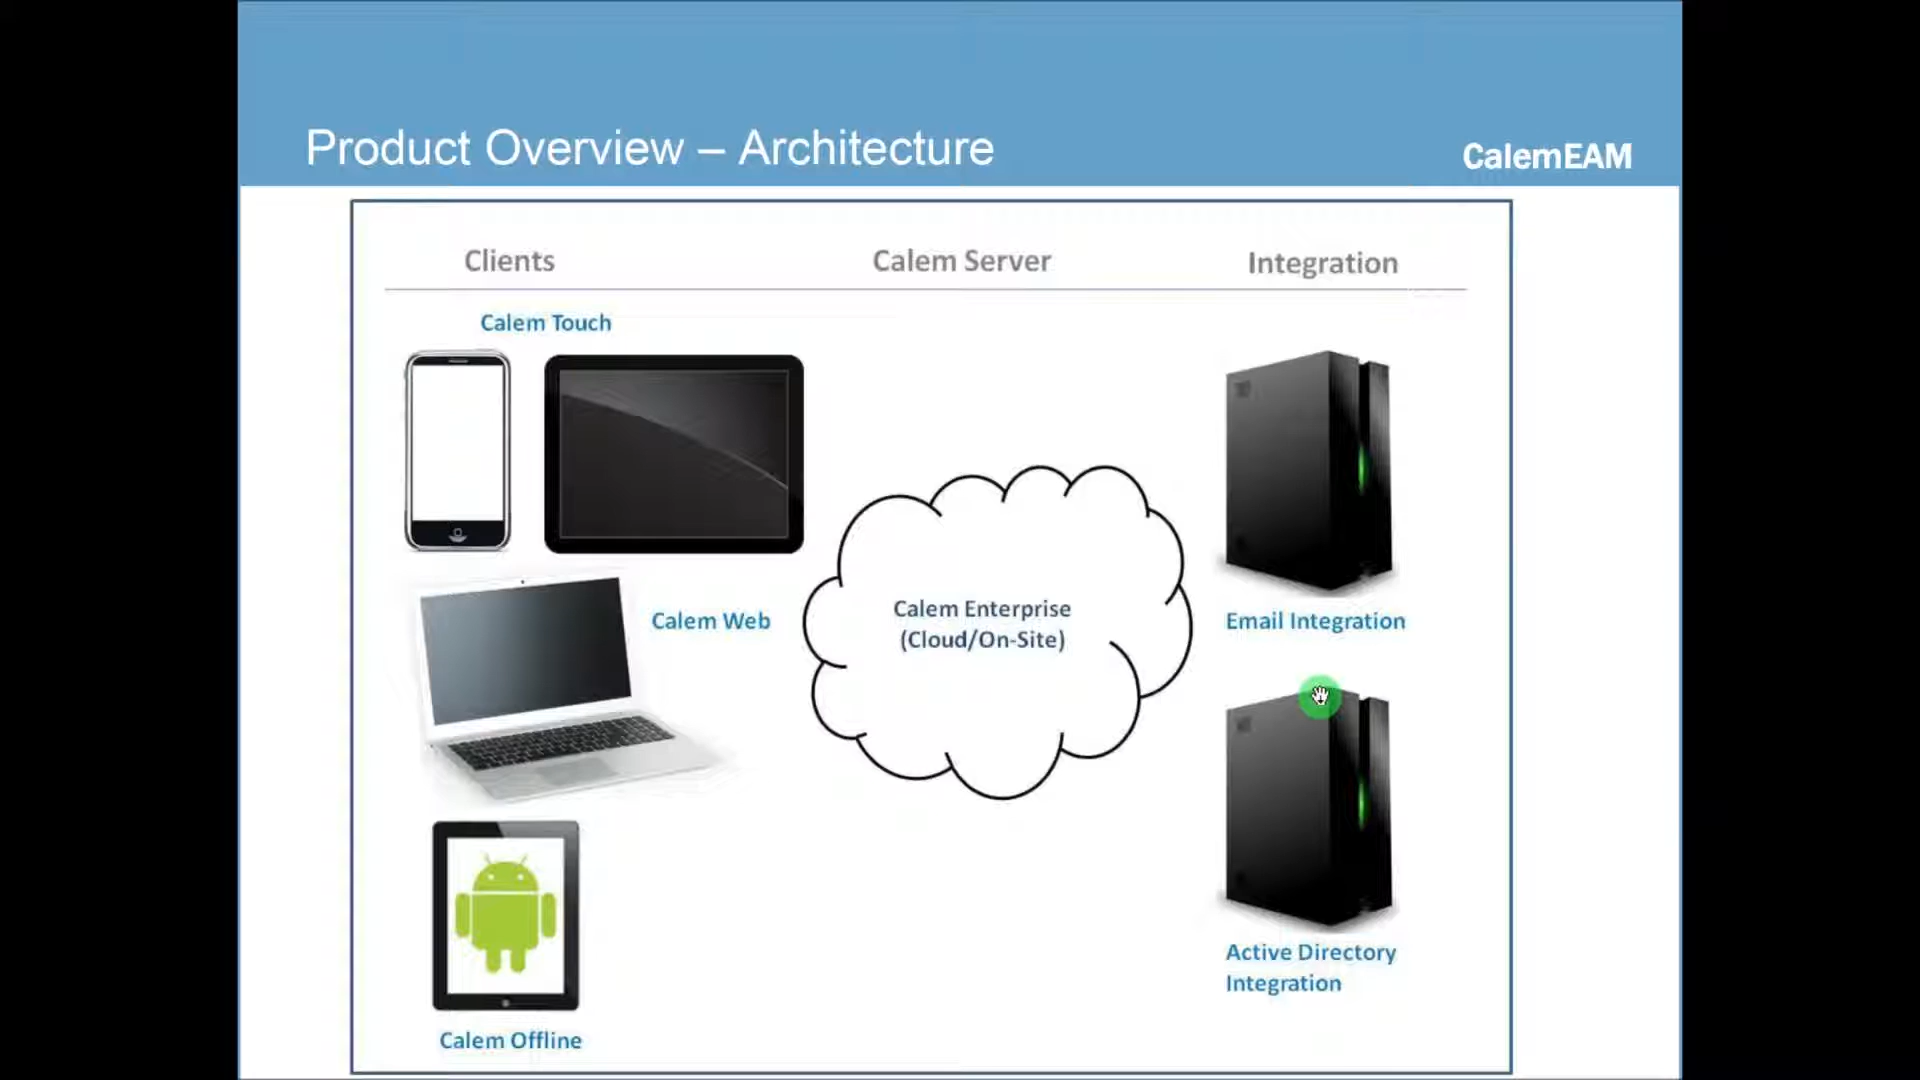 Product Overview – Architecture
CalemEAM
Clients
Calem Server
Integration
Calem Touch
Calem Web
Calem Enterprise
(Cloud/On-Site)
Email Integration
Active Directory
Integration
Calem Offline